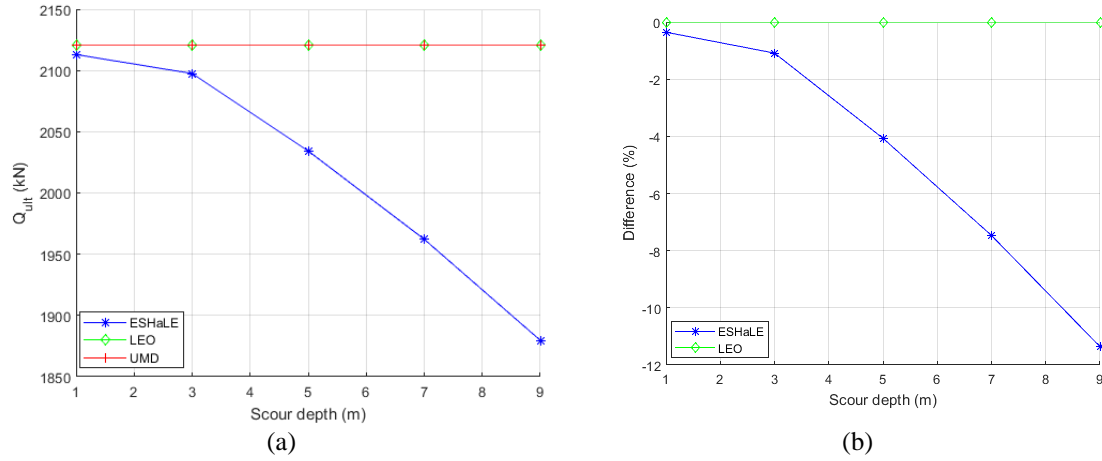 2150
2100
2050
2000
1950
1900
1850
Q_ult (kN)
ESHaLE
LEO
UMD
1 2 3 4 5 6 7 8 9
Scour depth (m)
(a)
0
-2
-4
-6
-8
-10
-12
Difference (%)
ESHaLE
LEO
1 2 3 4 5 6 7 8 9
Scour depth (m)
(b)